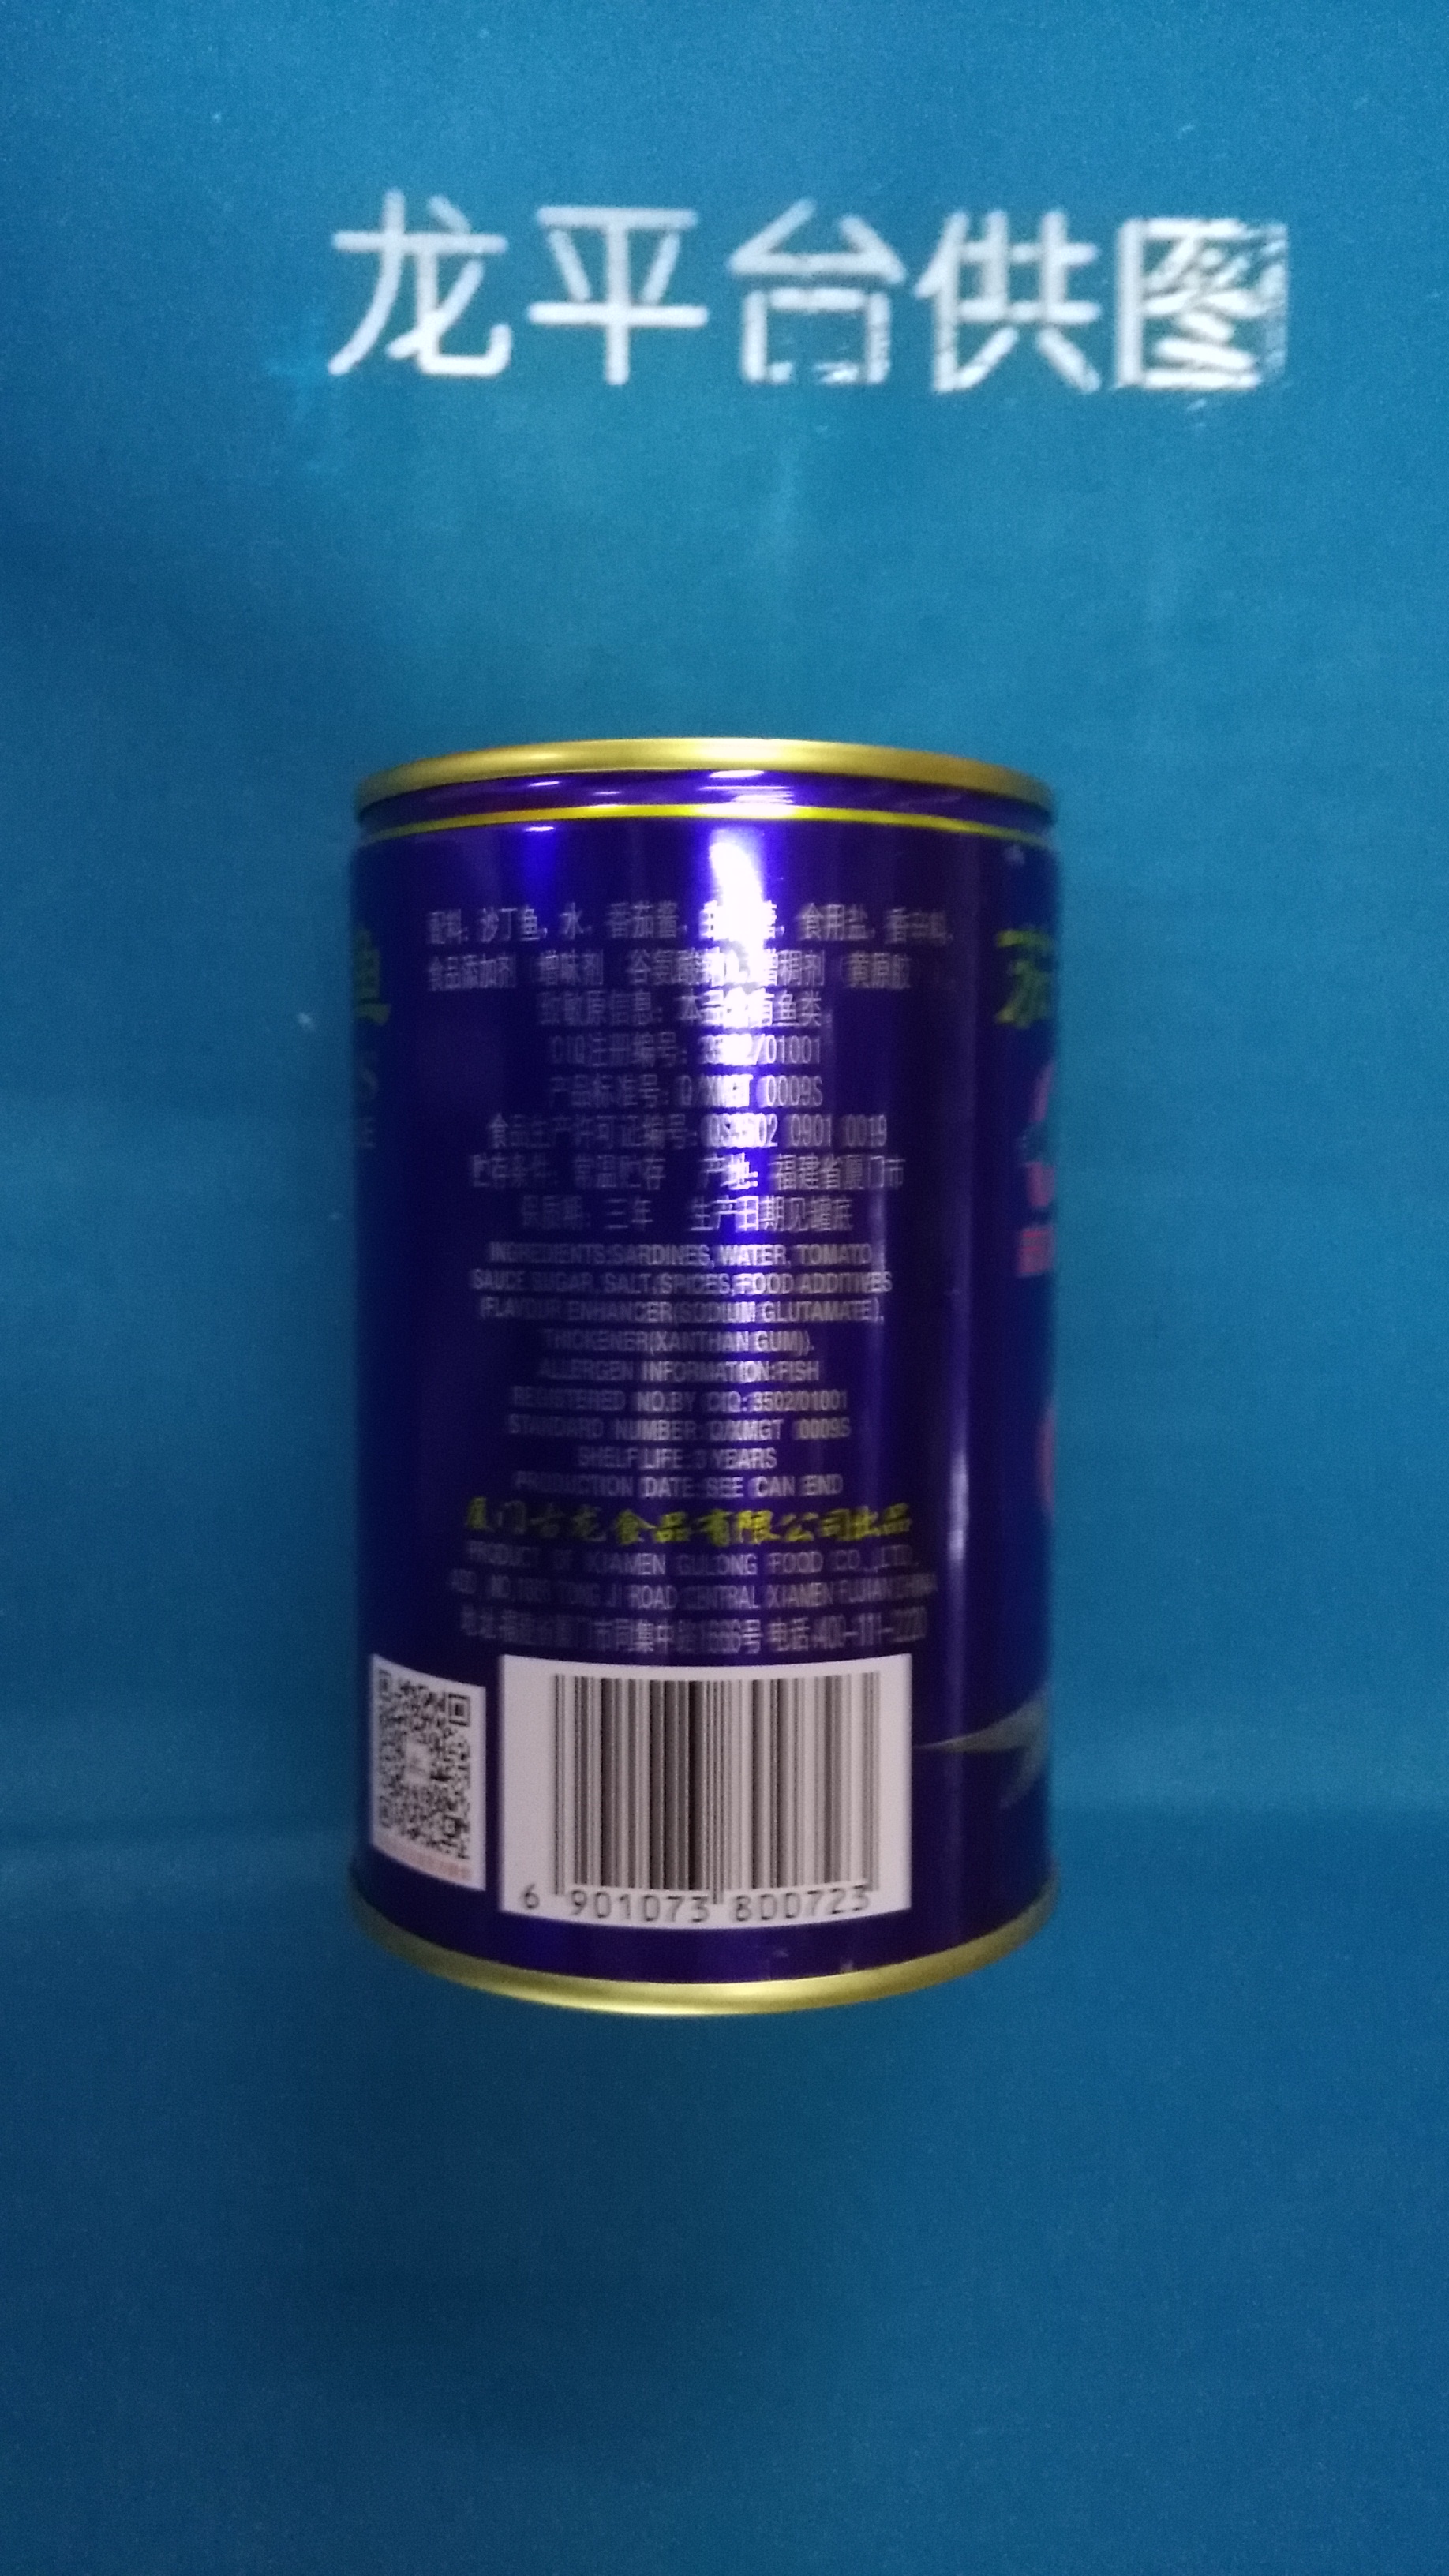 龙平台供图
配料：沙丁鱼，水，番茄酱，食用盐，香辛料，
食品添加剂（增味剂（谷氨酸钠），增稠剂（黄原胶））。
致敏原信息：本品含有鱼类。
CIQ注册编号：3502/01001
产品标准号：Q/XMGT 0009S
食品生产许可证编号：0901 0019
贮存条件：常温贮存 产地：福建省厦门市
保质期：三年 生产日期见罐底
INGREDIENTS:SARDINES, WATER, TOMATO
SAUCE SUGAR, SALT, SPICES, FOOD ADDITIVES
(FLAVOUR ENHANCER(SODIUM GLUTAMATE),
THICKENER(XANTHAN GUM)).
ALLERGEN INFORMATION:FISH
REGISTERED NO.BY CIQ: 3502/01001
STANDARD NUMBER: Q/XMGT 0009S
SHELF LIFE: 3 YEARS
PRODUCTION DATE: SEE CAN END
厦门古龙食品有限公司出品
PRODUCT OF XIAMEN GULONG FOOD CO.,LTD.
ADD: TONG JI ROAD CENTRAL XIAMEN FUJIAN CHINA
地址：福建省厦门市同集中路1666号 电话：400-111-2220
6 901073 800723
鱼
S